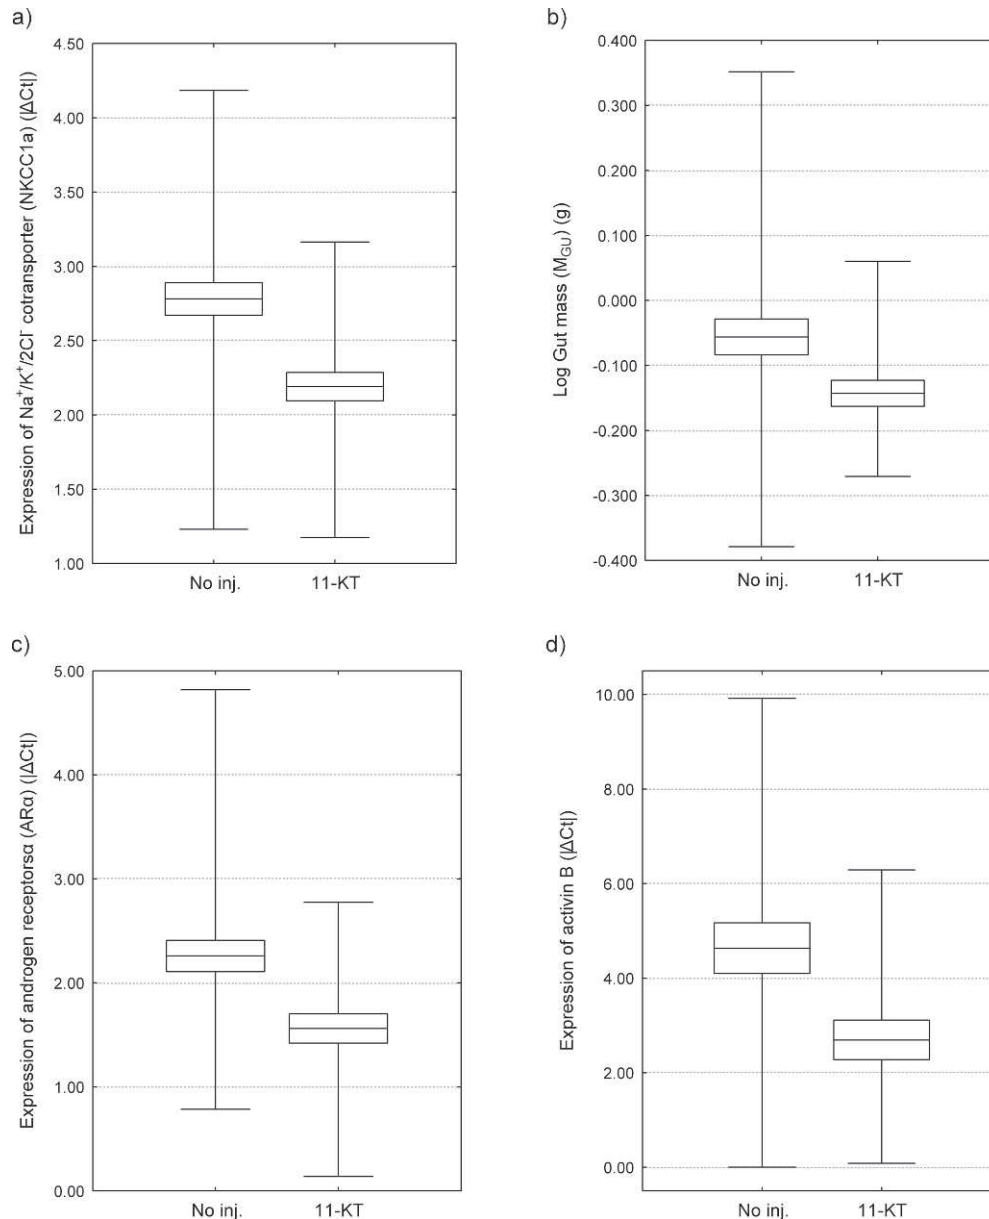 a)
Expression of Na⁺/K⁺/2Cl⁻ cotransporter (NKCC1a) (|ΔCt|)
4.50
4.00
3.50
3.00
2.50
2.00
1.50
1.00
No inj.
11-KT
b)
Log Gut mass (M_GU) (g)
0.400
0.300
0.200
0.100
0.000
-0.100
-0.200
-0.300
-0.400
No inj.
11-KT
c)
Expression of androgen receptorsα (ARα) (|ΔCt|)
5.00
4.00
3.00
2.00
1.00
0.00
No inj.
11-KT
d)
Expression of activin B (|ΔCt|)
10.00
8.00
6.00
4.00
2.00
0.00
No inj.
11-KT